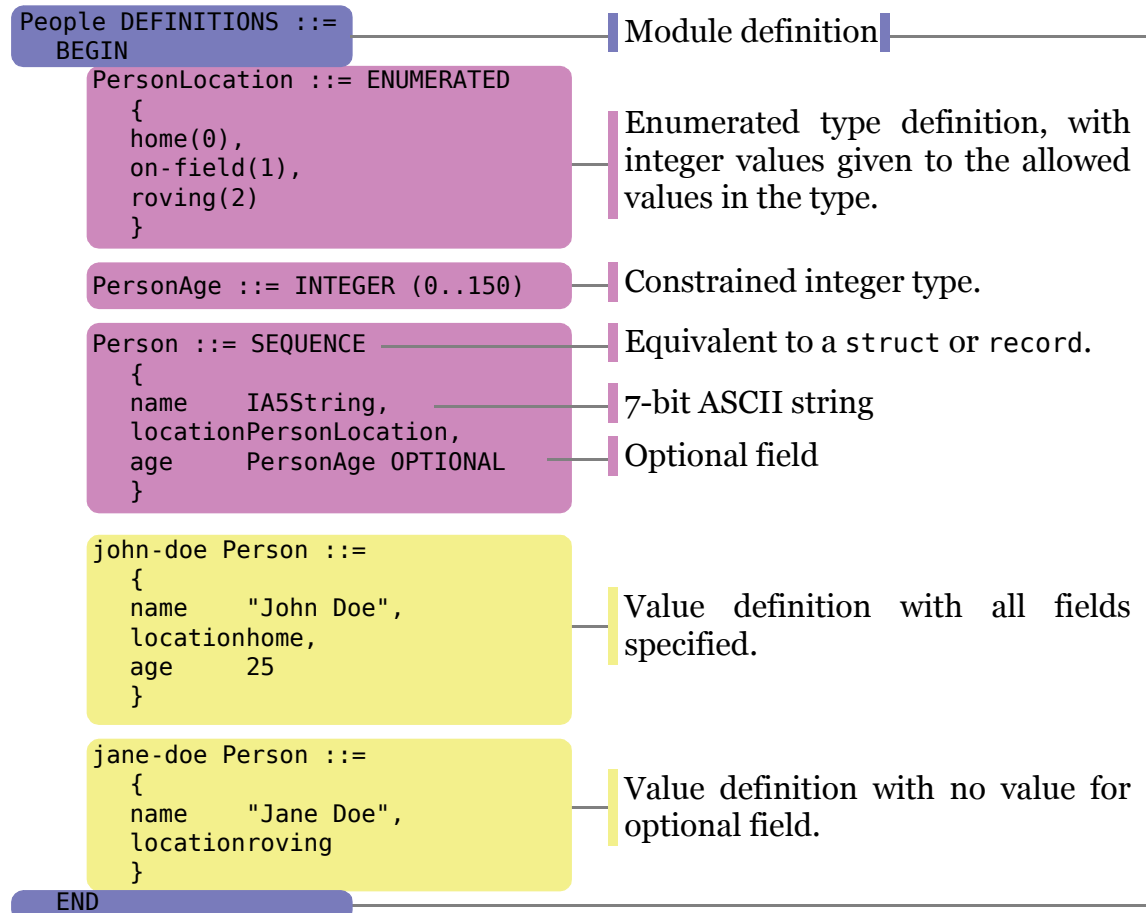 People DEFINITIONS ::=
BEGIN
Module definition
PersonLocation ::= ENUMERATED
{
home(0),
on-field(1),
roving(2)
}
Enumerated type definition, with
integer values given to the allowed
values in the type.
PersonAge ::= INTEGER (0..150)
Constrained integer type.
Person ::= SEQUENCE
{
name IA5String,
locationPersonLocation,
age PersonAge OPTIONAL
}
Equivalent to a struct or record.
7-bit ASCII string
Optional field
john-doe Person ::=
{
name "John Doe",
locationhome,
age 25
}
Value definition with all fields
specified.
jane-doe Person ::=
{
name "Jane Doe",
locationroving
}
Value definition with no value for
optional field.
END